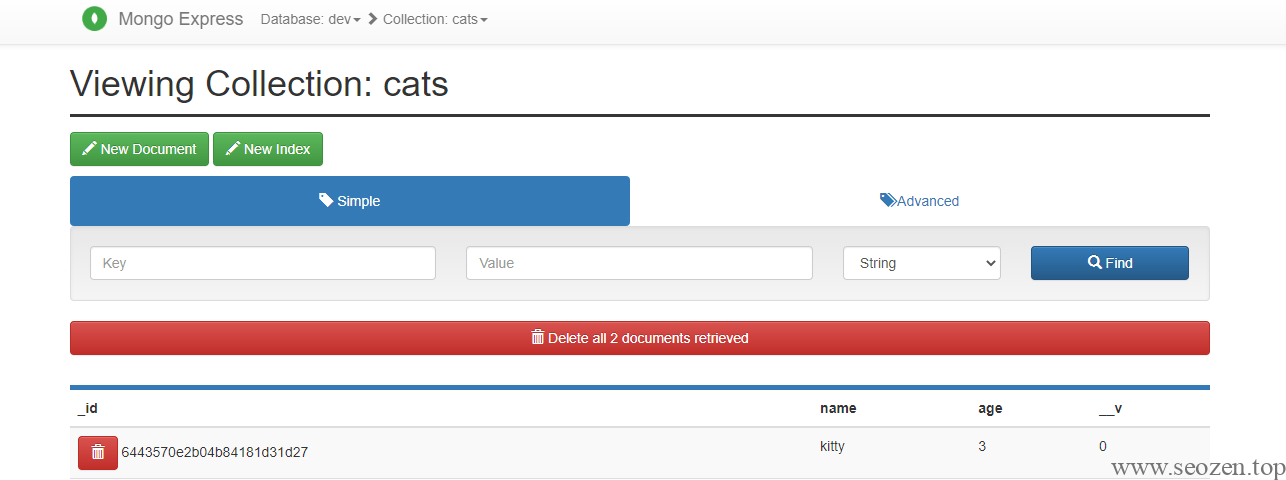 Mongo Express Database: dev Collection: cats
Viewing Collection: cats
New Document New Index
Simple Advanced
Key Value String Find
Delete all 2 documents retrieved
_id name age __v
6443570e2b04b84181d31d27 kitty 3 0
www.seozen.top